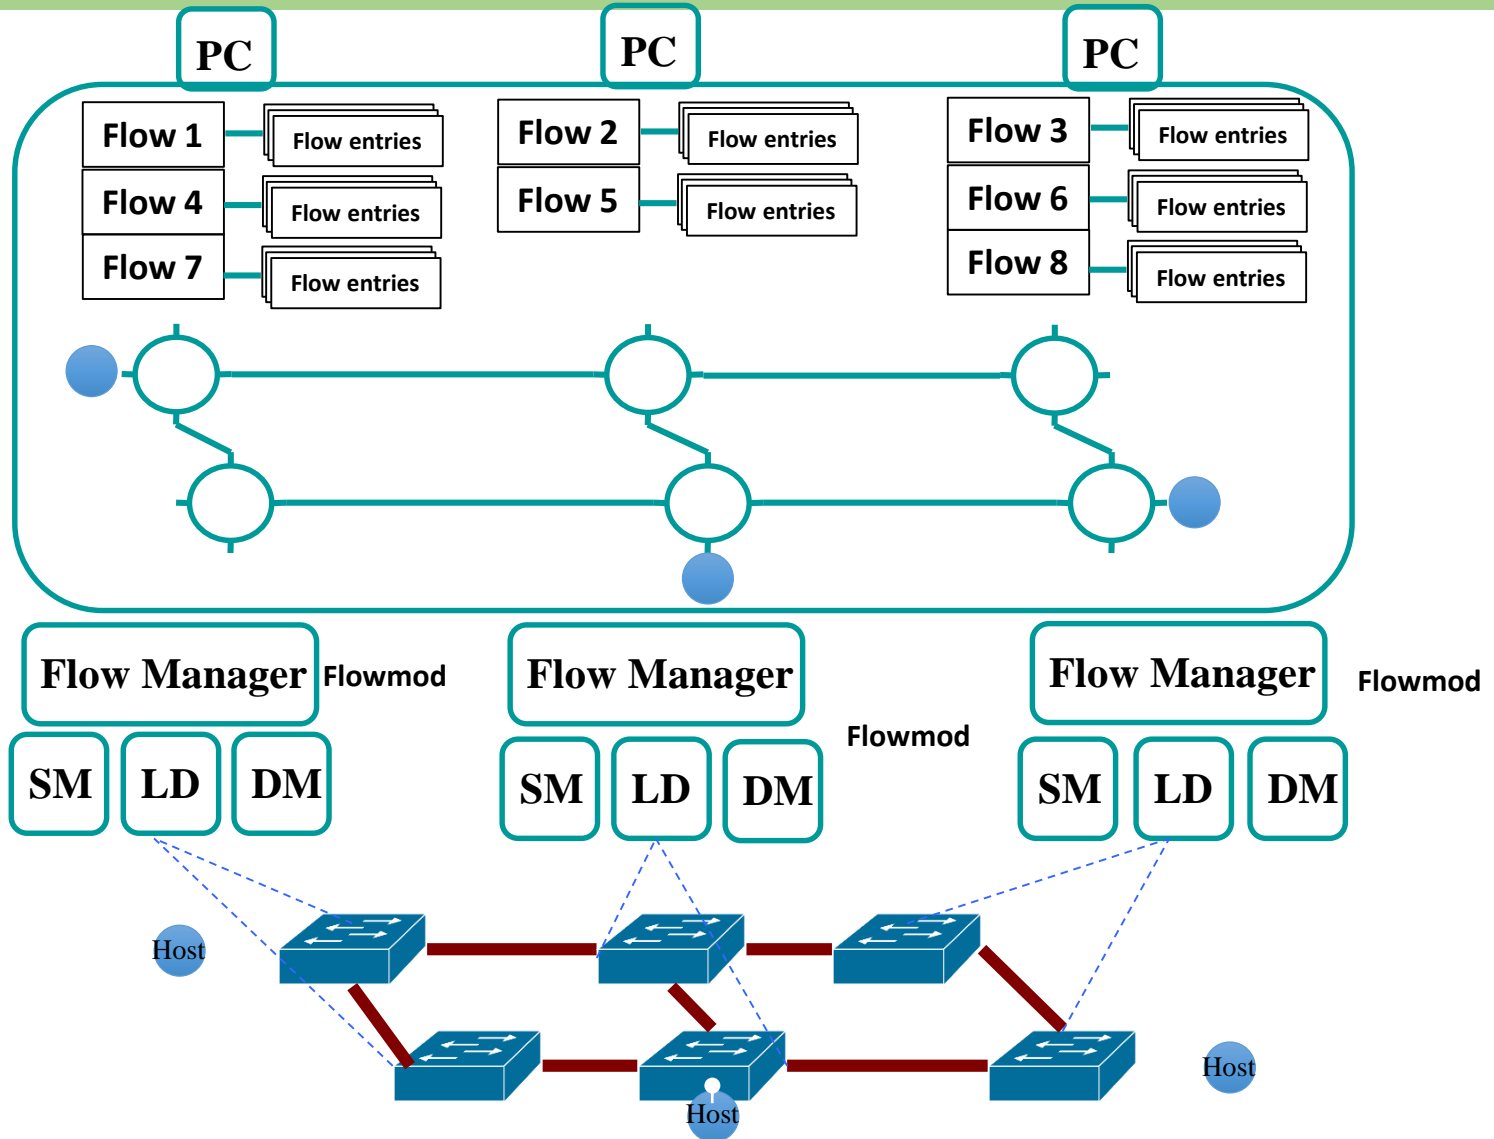 PC
PC
PC
Flow 1
Flow entries
Flow 2
Flow entries
Flow 3
Flow entries
Flow 4
Flow entries
Flow 5
Flow entries
Flow 6
Flow entries
Flow 7
Flow entries
Flow 8
Flow entries
Flow Manager
Flowmod
Flow Manager
Flowmod
Flow Manager
Flowmod
SM
LD
DM
SM
LD
DM
SM
LD
DM
Host
Host
Host